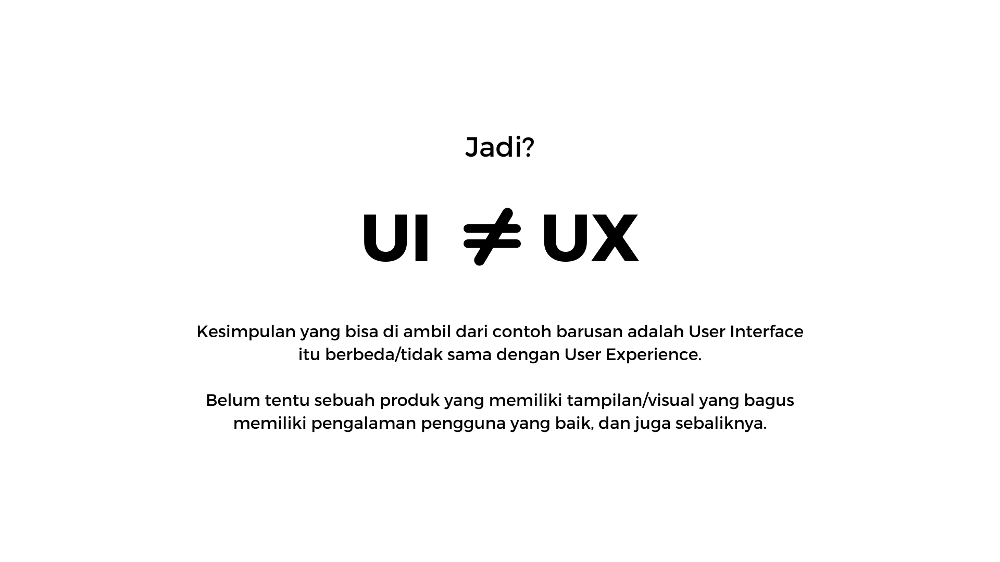 Jadi?
UI ≠ UX
Kesimpulan yang bisa di ambil dari contoh barusan adalah User Interface
itu berbeda/tidak sama dengan User Experience.
Belum tentu sebuah produk yang memiliki tampilan/visual yang bagus
memiliki pengalaman pengguna yang baik, dan juga sebaliknya.